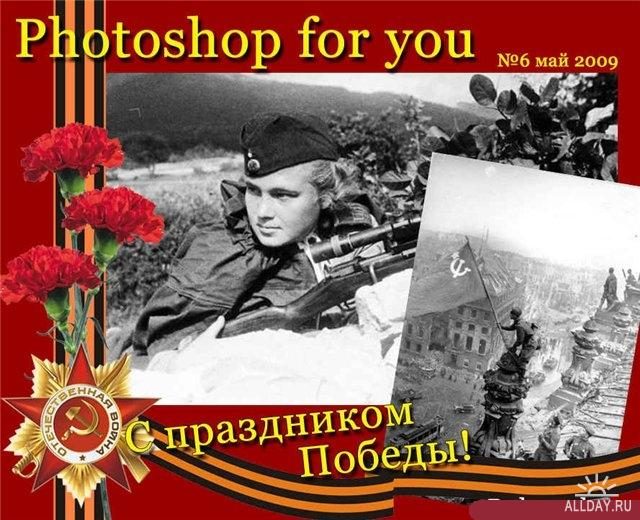 Photoshop for you
№6 май 2009
ОТЕЧЕСТВЕННАЯ ВОЙНА
С праздником
Победы!
ALLDAY.RU